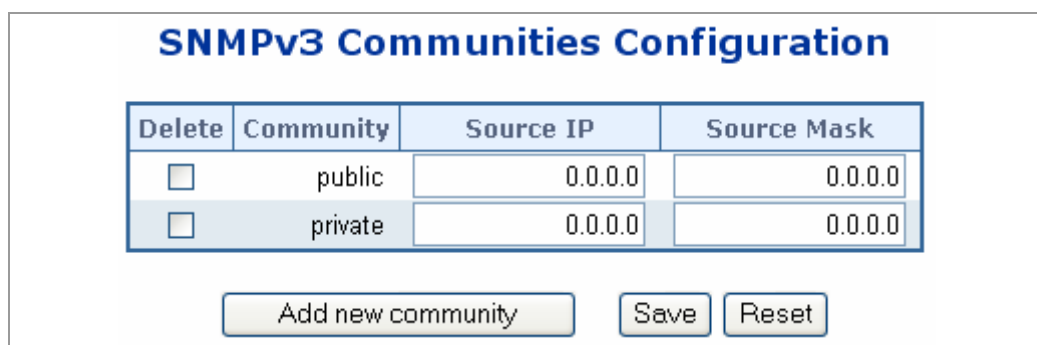 SNMPv3 Communities Configuration
Delete Community Source IP Source Mask
public 0.0.0.0 0.0.0.0
private 0.0.0.0 0.0.0.0
Add new community Save Reset